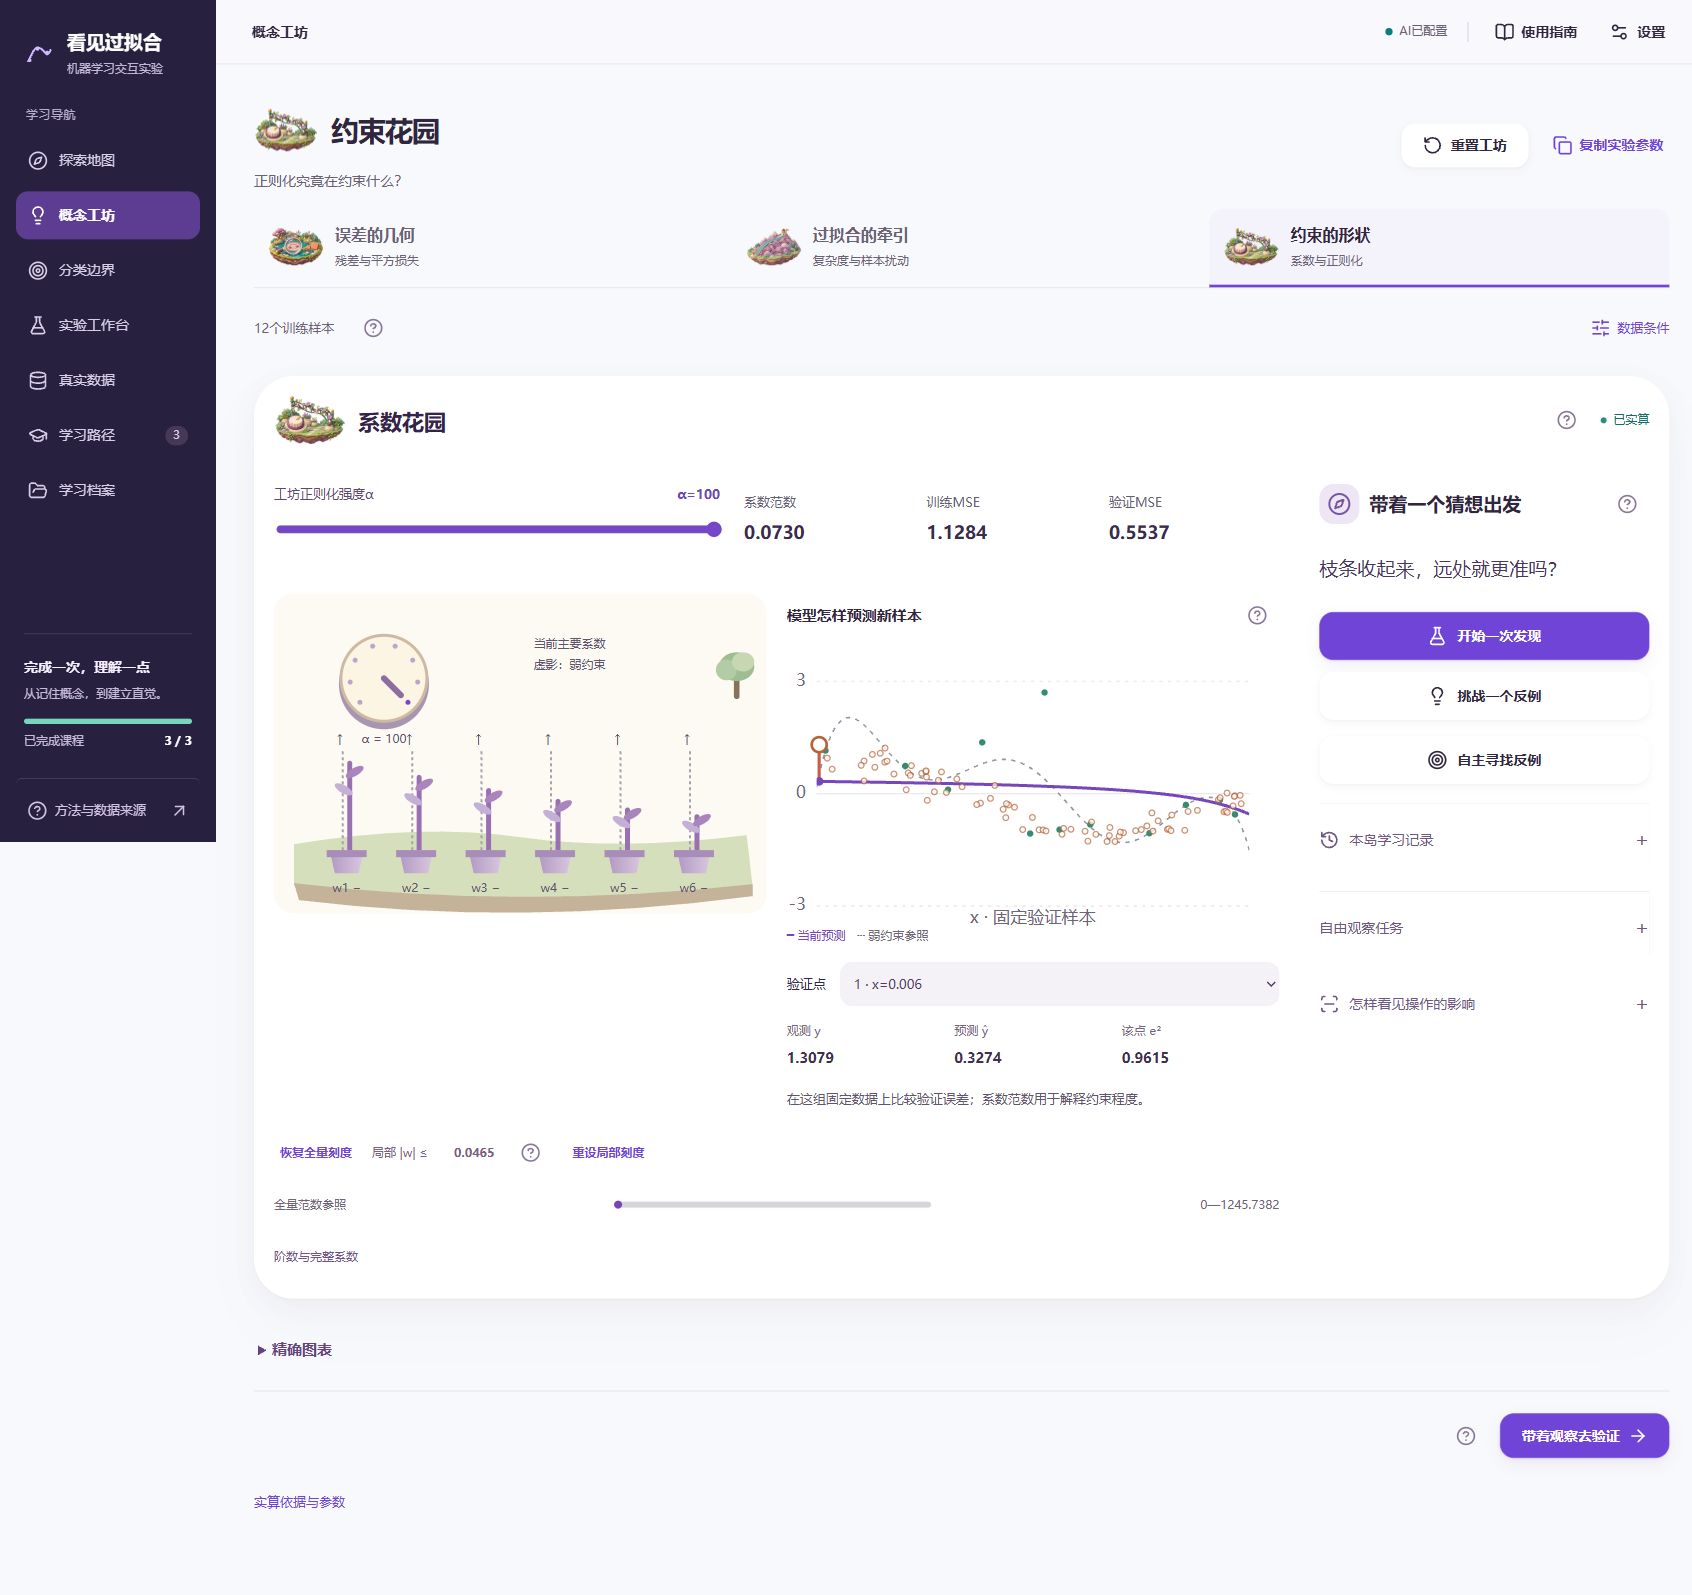 看见过拟合
机器学习交互实验
学习导航
探索地图
概念工坊
分类边界
实验工作台
真实数据
学习路径 3
学习档案
完成一次，理解一点
从记住概念，到建立直觉。
已完成课程 3 / 3
方法与数据来源
概念工坊
AI已配置
使用指南
设置
约束花园
正则化究竟在约束什么？
重置工坊
复制实验参数
误差的几何
残差与平方损失
过拟合的牵引
复杂度与样本扰动
约束的形状
系数与正则化
12个训练样本
数据条件
系数花园
已实算
工坊正则化强度α α=100
系数范数
0.0730
训练MSE
1.1284
验证MSE
0.5537
当前主要系数
虚影：弱约束
↑ α = 100↑ ↑ ↑ ↑ ↑
w1 − w2 − w3 − w4 − w5 − w6 −
模型怎样预测新样本
3
0
-3
x · 固定验证样本
当前预测 弱约束参照
验证点 1 · x=0.006
观测 y
1.3079
预测 ŷ
0.3274
该点 e²
0.9615
在这组固定数据上比较验证误差；系数范数用于解释约束程度。
恢复全量刻度 局部 |w| ≤ 0.0465 重设局部刻度
全量范数参照 0—1245.7382
阶数与完整系数
带着一个猜想出发
枝条收起来，远处就更准吗？
开始一次发现
挑战一个反例
自主寻找反例
本岛学习记录 +
自由观察任务 +
怎样看见操作的影响 +
精确图表
带着观察去验证
实算依据与参数